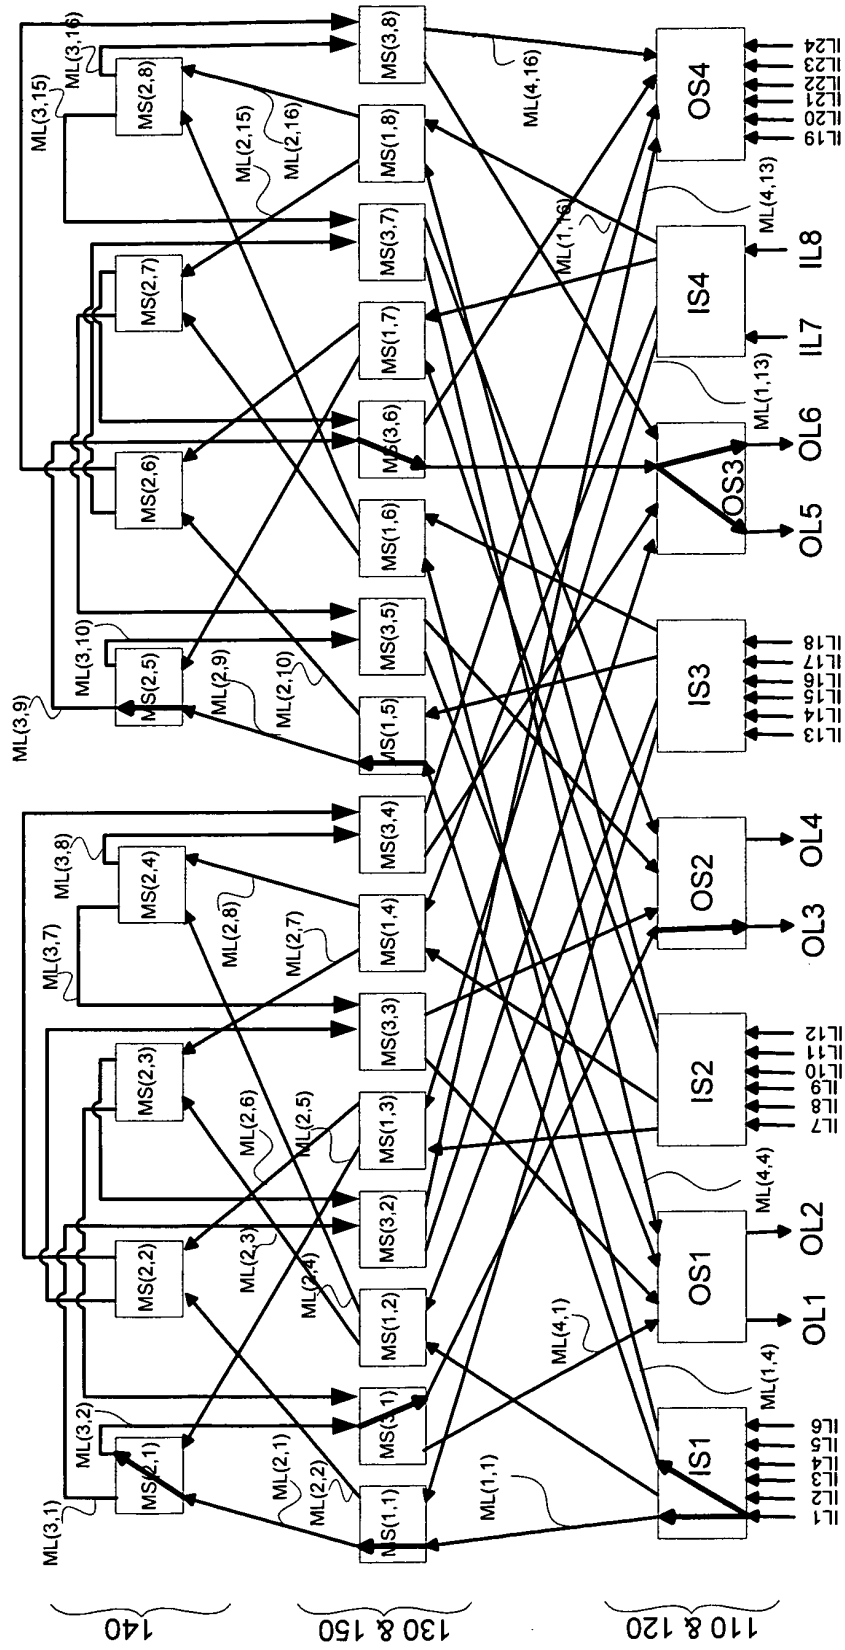 140
130 & 150
110 & 120
ML(3,1)
ML(3,2)
ML(3,7)
ML(3,8)
ML(3,9)
ML(3,10)
ML(3,15)
ML(3,16)
MS(2,1)
MS(2,2)
MS(2,3)
MS(2,4)
MS(2,5)
MS(2,6)
MS(2,7)
MS(2,8)
ML(2,1)
ML(2,2)
ML(2,3)
ML(2,4)
ML(2,6)
ML(2,5)
ML(2,7)
ML(2,8)
ML(2,9)
ML(2,10)
ML(2,15)
ML(2,16)
MS(1,1)
MS(3,1)
MS(1,2)
MS(3,2)
MS(1,3)
MS(3,3)
MS(1,4)
MS(3,4)
MS(1,5)
MS(3,5)
MS(1,6)
MS(3,6)
MS(1,7)
MS(3,7)
MS(1,8)
MS(3,8)
ML(1,1)
ML(4,1)
ML(1,16)
ML(4,16)
IS1
OS1
IS2
OS2
IS3
OS3
IS4
OS4
ML(1,4)
ML(4,4)
ML(1,13)
ML(4,13)
IL1
IL2
IL3
IL4
IL5
IL6
OL1
OL2
IL7
IL8
IL9
IL10
IL11
IL12
OL3
OL4
IL13
IL14
IL15
IL16
IL17
IL18
OL5
OL6
IL7
IL8
IL19
IL20
IL21
IL22
IL23
IL24